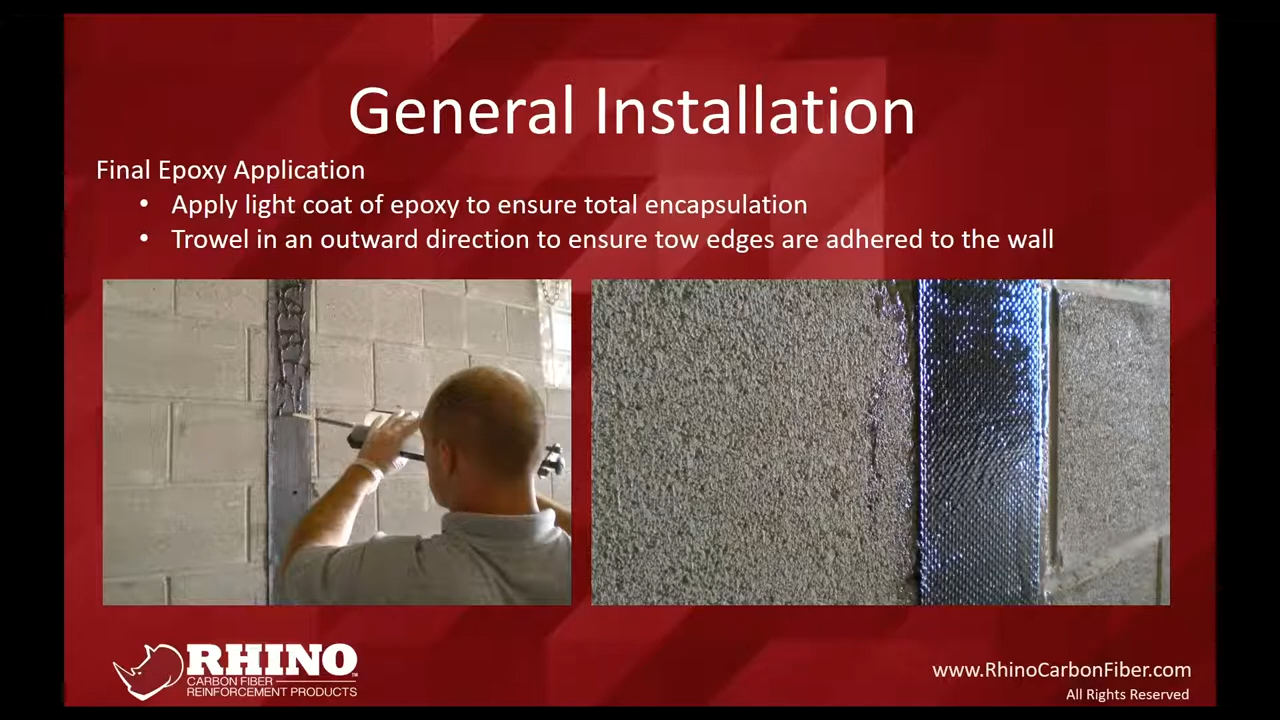 General Installation
Final Epoxy Application
• Apply light coat of epoxy to ensure total encapsulation
• Trowel in an outward direction to ensure tow edges are adhered to the wall
RHINO™
CARBON FIBER
REINFORCEMENT PRODUCTS
www.RhinoCarbonFiber.com
All Rights Reserved